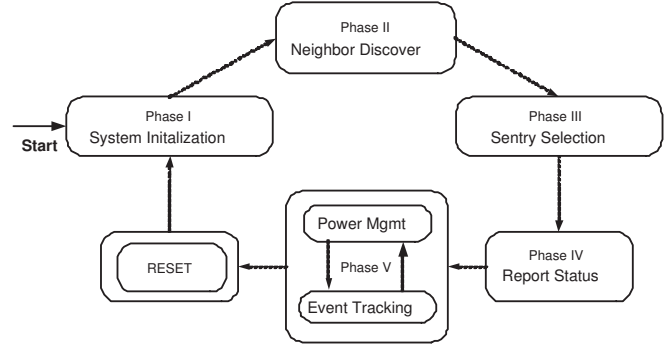 Phase II
Neighbor Discover
Phase I
System Initalization
Start
Phase III
Sentry Selection
Power Mgmt
Phase V
Event Tracking
Phase IV
Report Status
RESET